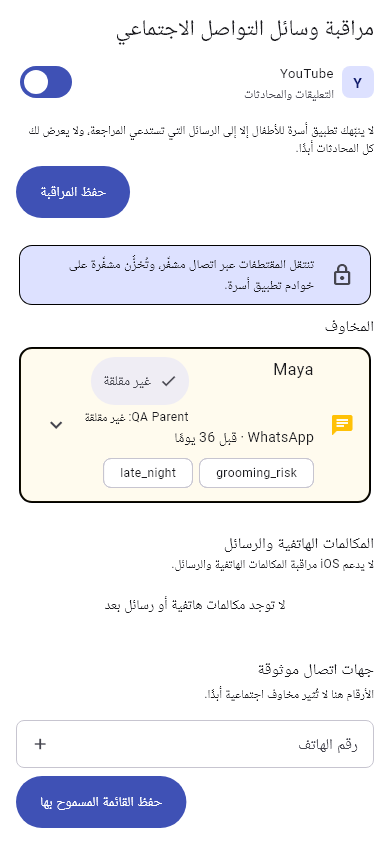 مراقبة وسائل التواصل الاجتماعي
Y
YouTube
التعليقات والمحادثات
لا ينبّهك تطبيق أسرة للأطفال إلا إلى الرسائل التي تستدعي المراجعة، ولا يعرض لك
كل المحادثات أبدًا.
حفظ المراقبة
تنتقل المقتطفات عبر اتصال مشفّر، وتُخزَّن مشفّرة على
خوادم تطبيق أسرة.
المخاوف
Maya
غير مقلقة
QA Parent: غير مقلقة
WhatsApp · قبل 36 يومًا
grooming_risk
late_night
المكالمات الهاتفية والرسائل
لا يدعم iOS مراقبة المكالمات الهاتفية والرسائل.
لا توجد مكالمات هاتفية أو رسائل بعد
جهات اتصال موثوقة
الأرقام هنا لا تُثير مخاوف اجتماعية أبدًا.
رقم الهاتف
حفظ القائمة المسموح بها